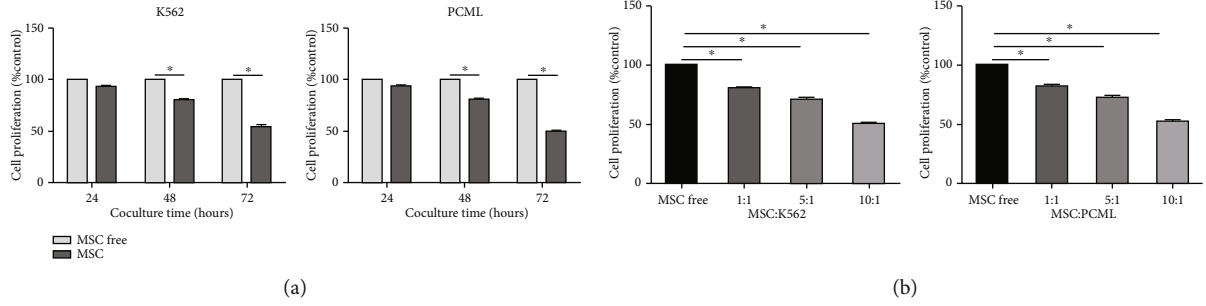 K562
Cell proliferation (%control)
150
100
50
0
*
*
24
48
72
Coculture time (hours)
PCML
Cell proliferation (%control)
150
100
50
0
*
*
24
48
72
Coculture time (hours)
MSC free
MSC
(a)
Cell proliferation (%control)
150
100
50
0
*
*
*
MSC free 1:1 5:1 10:1
MSC:K562
Cell proliferation (%control)
150
100
50
0
*
*
*
MSC free 1:1 5:1 10:1
MSC:PCML
(b)